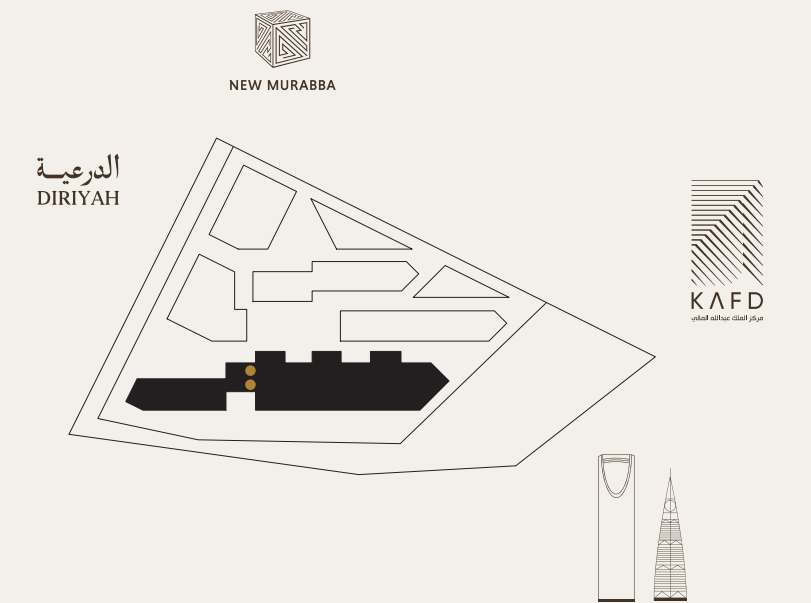 NEW MURABBA
الدرعية
DIRIYAH
KAFD
مركز الملك عبدالله المالي